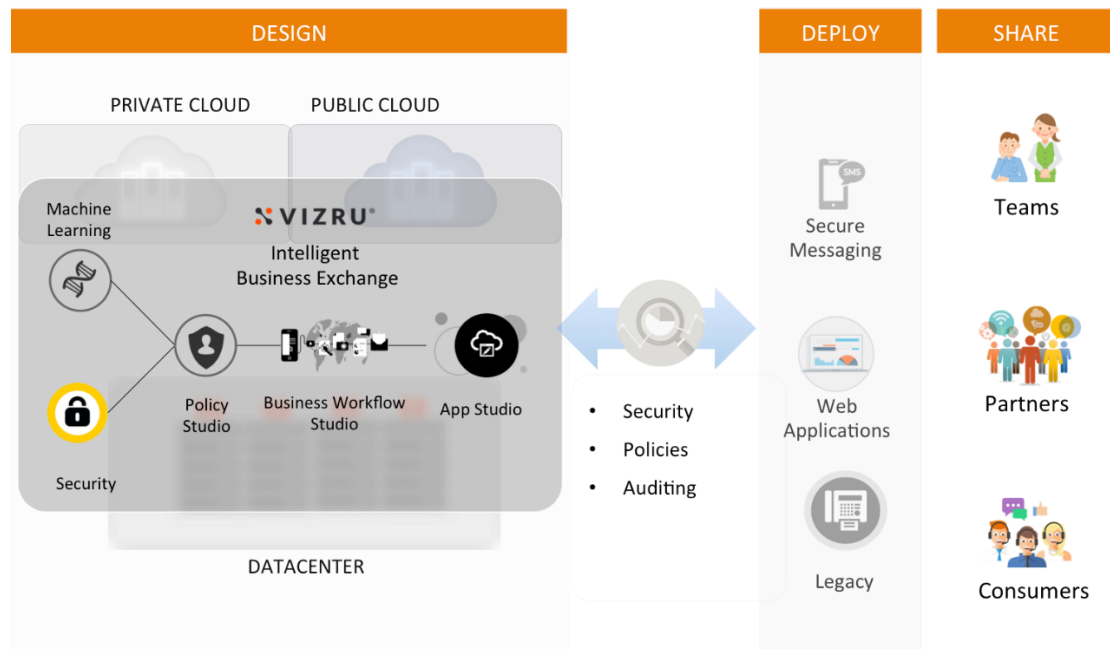 DESIGN
DEPLOY
SHARE
PRIVATE CLOUD
PUBLIC CLOUD
Machine
Learning
VIZRU®
Intelligent
Business Exchange
Policy
Studio
Business Workflow
Studio
App Studio
Security
DATACENTER
• Security
• Policies
• Auditing
SMS
Secure
Messaging
Web
Applications
Legacy
Teams
Partners
Consumers